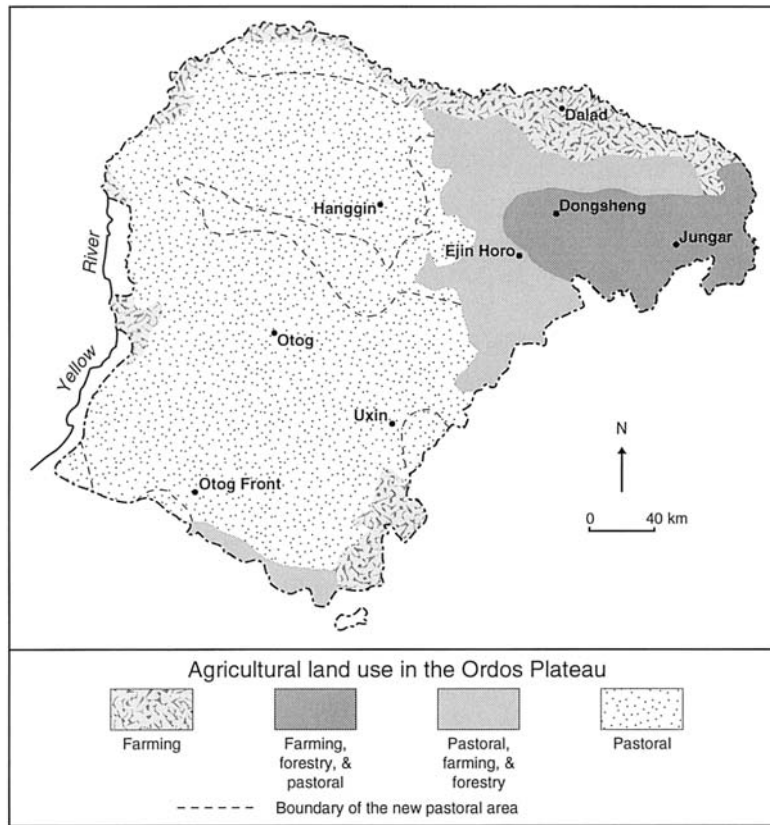 Dalad
Hanggin
Dongsheng
Jungar
Ejin Horo
River
Yellow
Otog
Uxin
Otog Front
N
0 40 km
Agricultural land use in the Ordos Plateau
Farming
Farming,
forestry, &
pastoral
Pastoral,
farming, &
forestry
Pastoral
Boundary of the new pastoral area